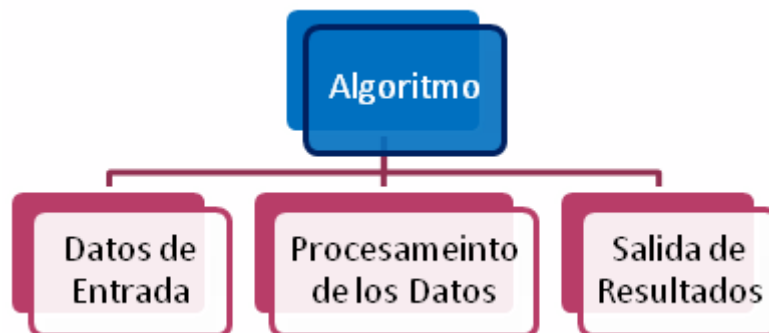 Algoritmo
Datos de
Entrada
Procesameinto
de los Datos
Salida de
Resultados